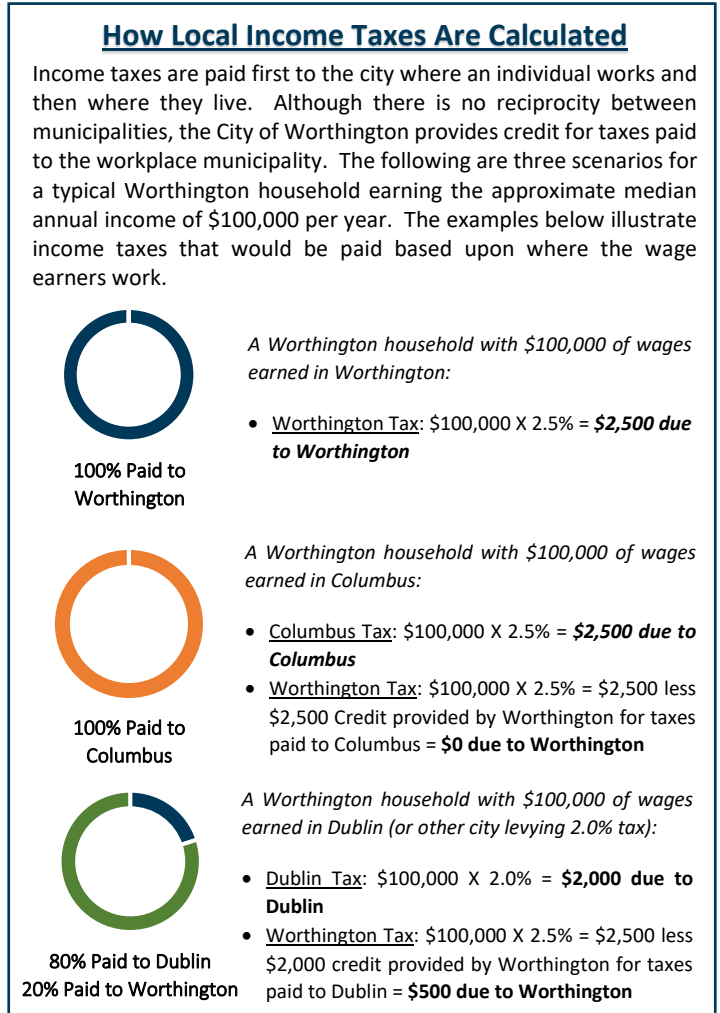 How Local Income Taxes Are Calculated
Income taxes are paid first to the city where an individual works and
then where they live. Although there is no reciprocity between
municipalities, the City of Worthington provides credit for taxes paid
to the workplace municipality. The following are three scenarios for
a typical Worthington household earning the approximate median
annual income of $100,000 per year. The examples below illustrate
income taxes that would be paid based upon where the wage
earners work.
100% Paid to
Worthington
A Worthington household with $100,000 of wages
earned in Worthington:
• Worthington Tax: $100,000 X 2.5% = $2,500 due
to Worthington
100% Paid to
Columbus
A Worthington household with $100,000 of wages
earned in Columbus:
• Columbus Tax: $100,000 X 2.5% = $2,500 due to
Columbus
• Worthington Tax: $100,000 X 2.5% = $2,500 less
$2,500 Credit provided by Worthington for taxes
paid to Columbus = $0 due to Worthington
80% Paid to Dublin
20% Paid to Worthington
A Worthington household with $100,000 of wages
earned in Dublin (or other city levying 2.0% tax):
• Dublin Tax: $100,000 X 2.0% = $2,000 due to
Dublin
• Worthington Tax: $100,000 X 2.5% = $2,500 less
$2,000 credit provided by Worthington for taxes
paid to Dublin = $500 due to Worthington